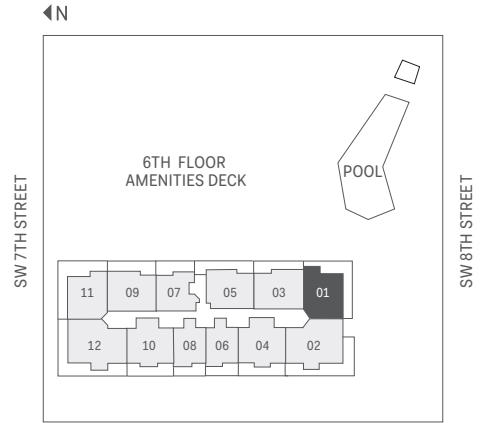 N
6TH FLOOR
AMENITIES DECK
POOL
SW 7TH STREET
SW 8TH STREET
11 09 07 05 03 01
12 10 08 06 04 02